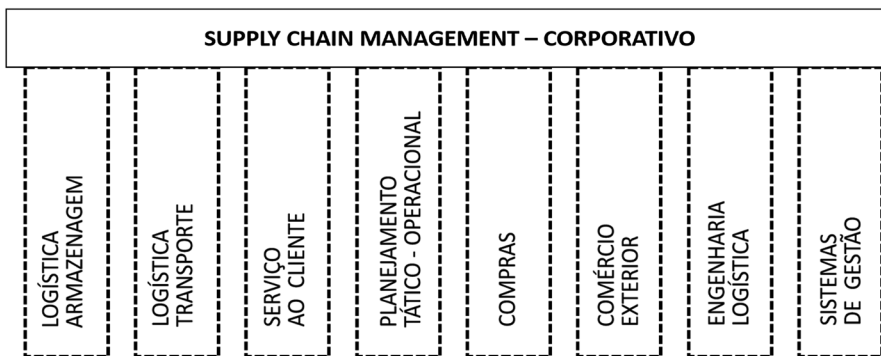 SUPPLY CHAIN MANAGEMENT – CORPORATIVO
LOGÍSTICA
ARMAZENAGEM
LOGÍSTICA
TRANSPORTE
SERVIÇO
AO CLIENTE
PLANEJAMENTO
TÁTICO - OPERACIONAL
COMPRAS
COMÉRCIO
EXTERIOR
ENGENHARIA
LOGÍSTICA
SISTEMAS
DE GESTÃO